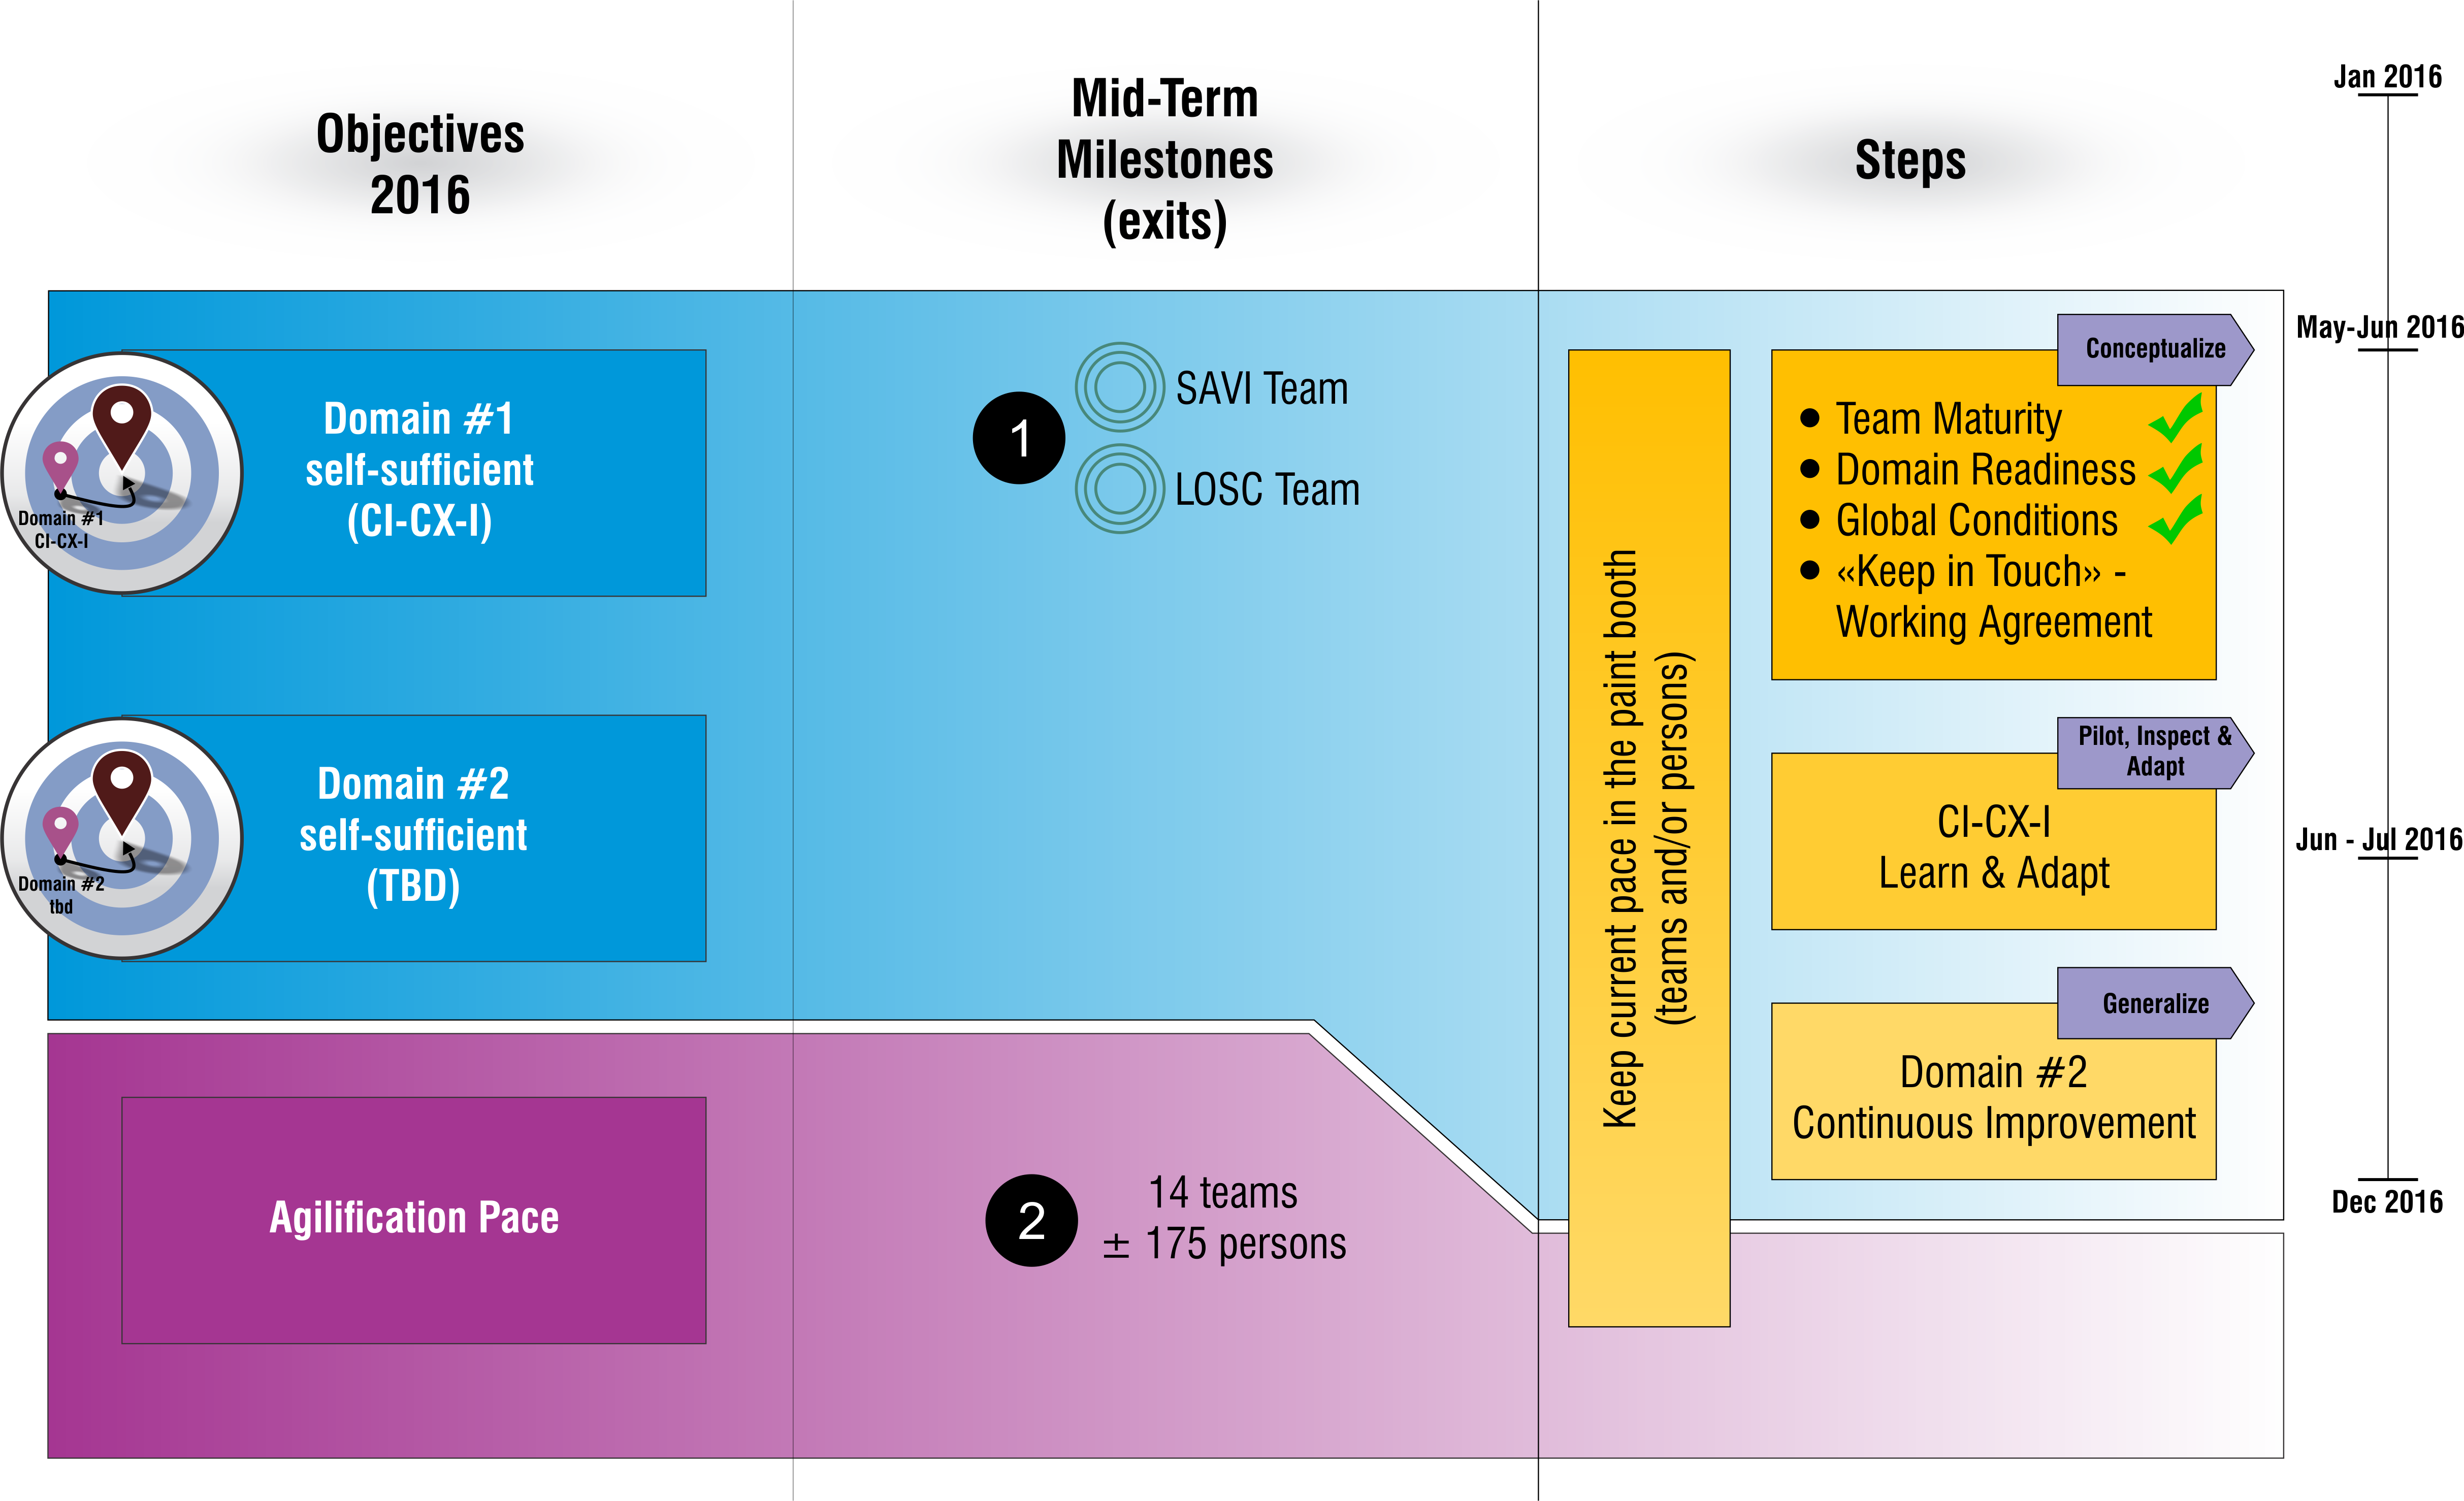 Objectives
2016
Mid-Term
Milestones
(exits)
Steps
Jan 2016
May-Jun 2016
Jun - Jul 2016
Dec 2016
Domain #1
CI-CX-I
Domain #1
self-sufficient
(CI-CX-I)
1
SAVI Team
LOSC Team
Domain #2
tbd
Domain #2
self-sufficient
(TBD)
Agilification Pace
2
14 teams
± 175 persons
Keep current pace in the paint booth
(teams and/or persons)
Conceptualize
● Team Maturity
● Domain Readiness
● Global Conditions
● «Keep in Touch» -
Working Agreement
Pilot, Inspect &
Adapt
CI-CX-I
Learn & Adapt
Generalize
Domain #2
Continuous Improvement